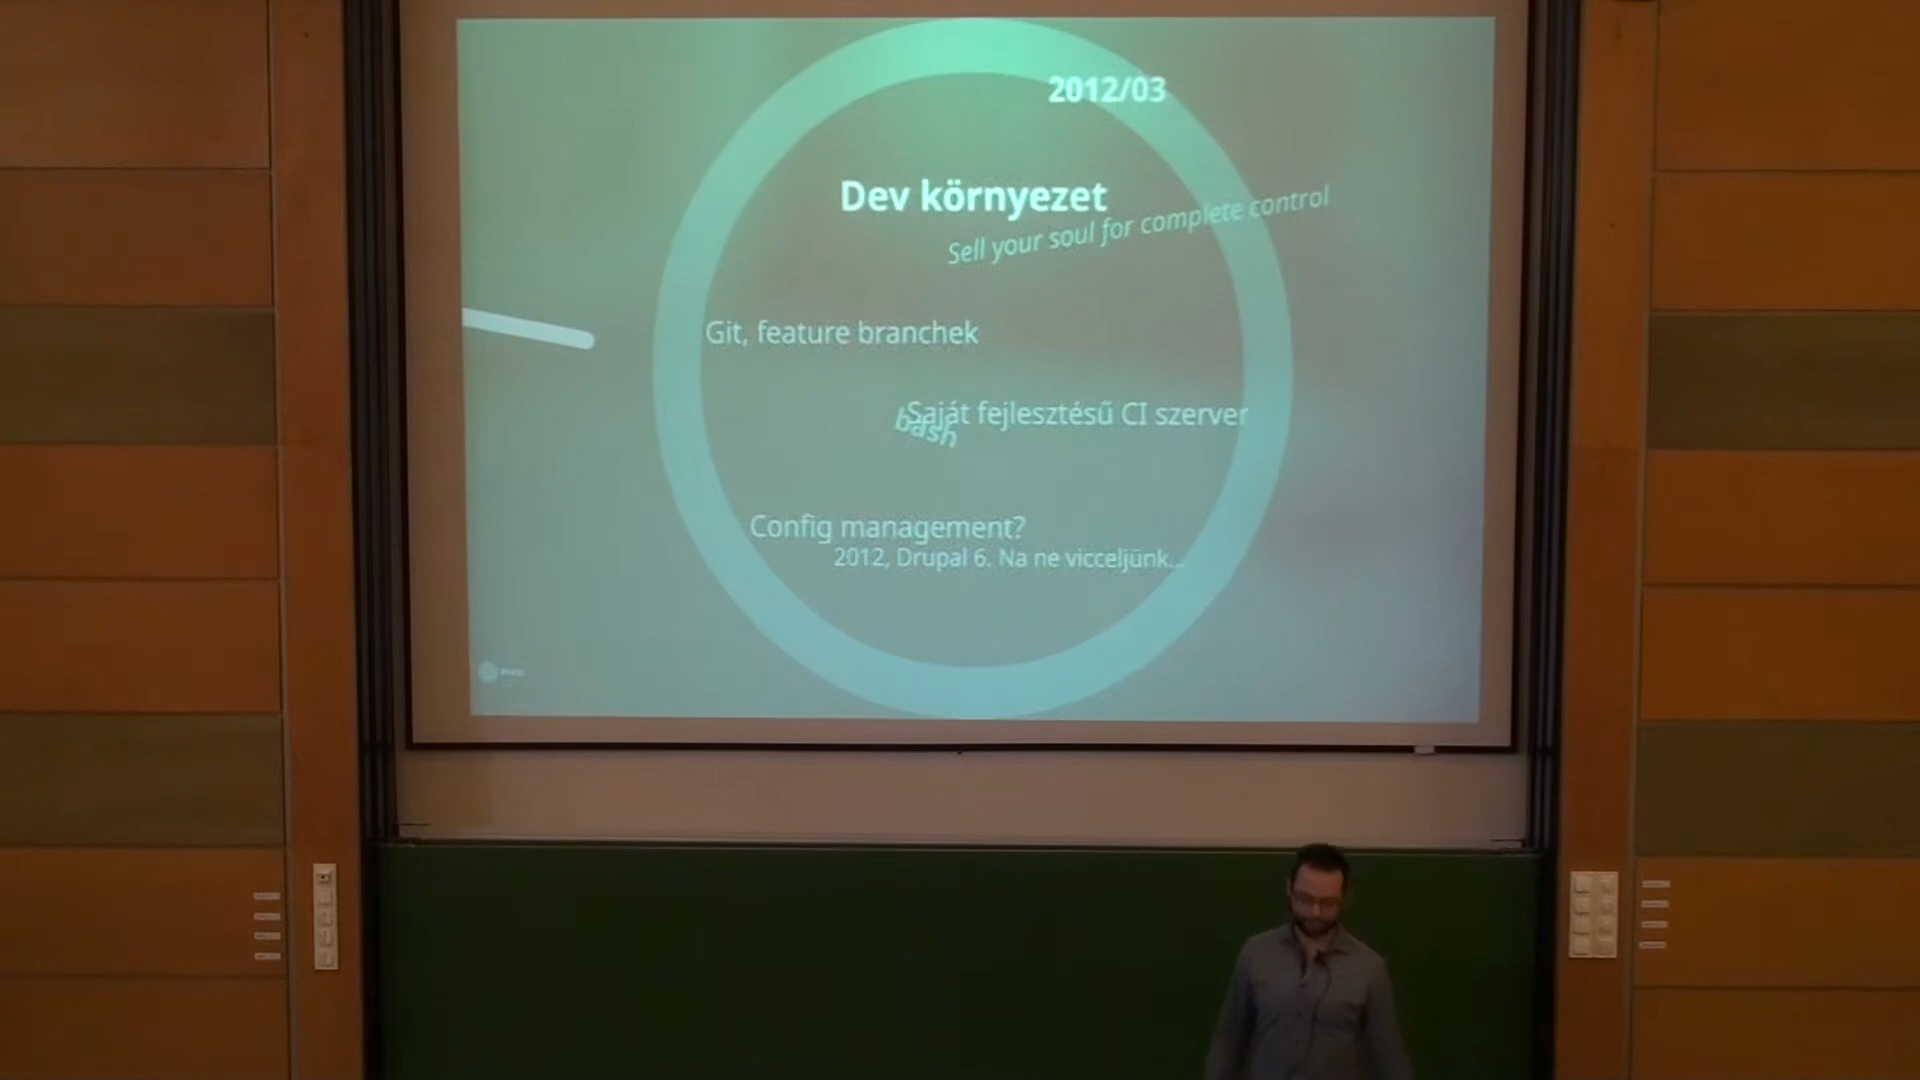 2012/03
Dev környezet
Sell your soul for complete control
Git, feature branchek
Saját fejlesztésű CI szerver
bash
Config management?
2012, Drupal 6. Na ne vicceljünk...
Prezi